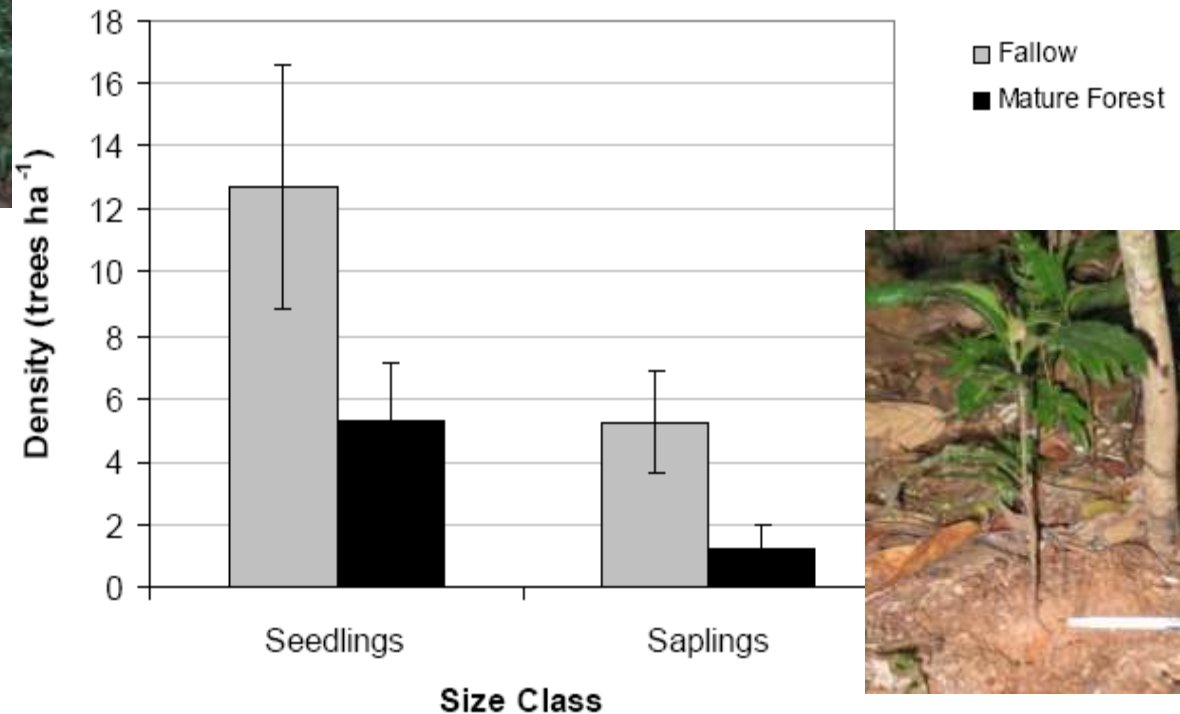 18
16
14
12
10
8
6
4
2
0
Density (trees ha⁻¹)
Seedlings
Saplings
Size Class
Fallow
Mature Forest